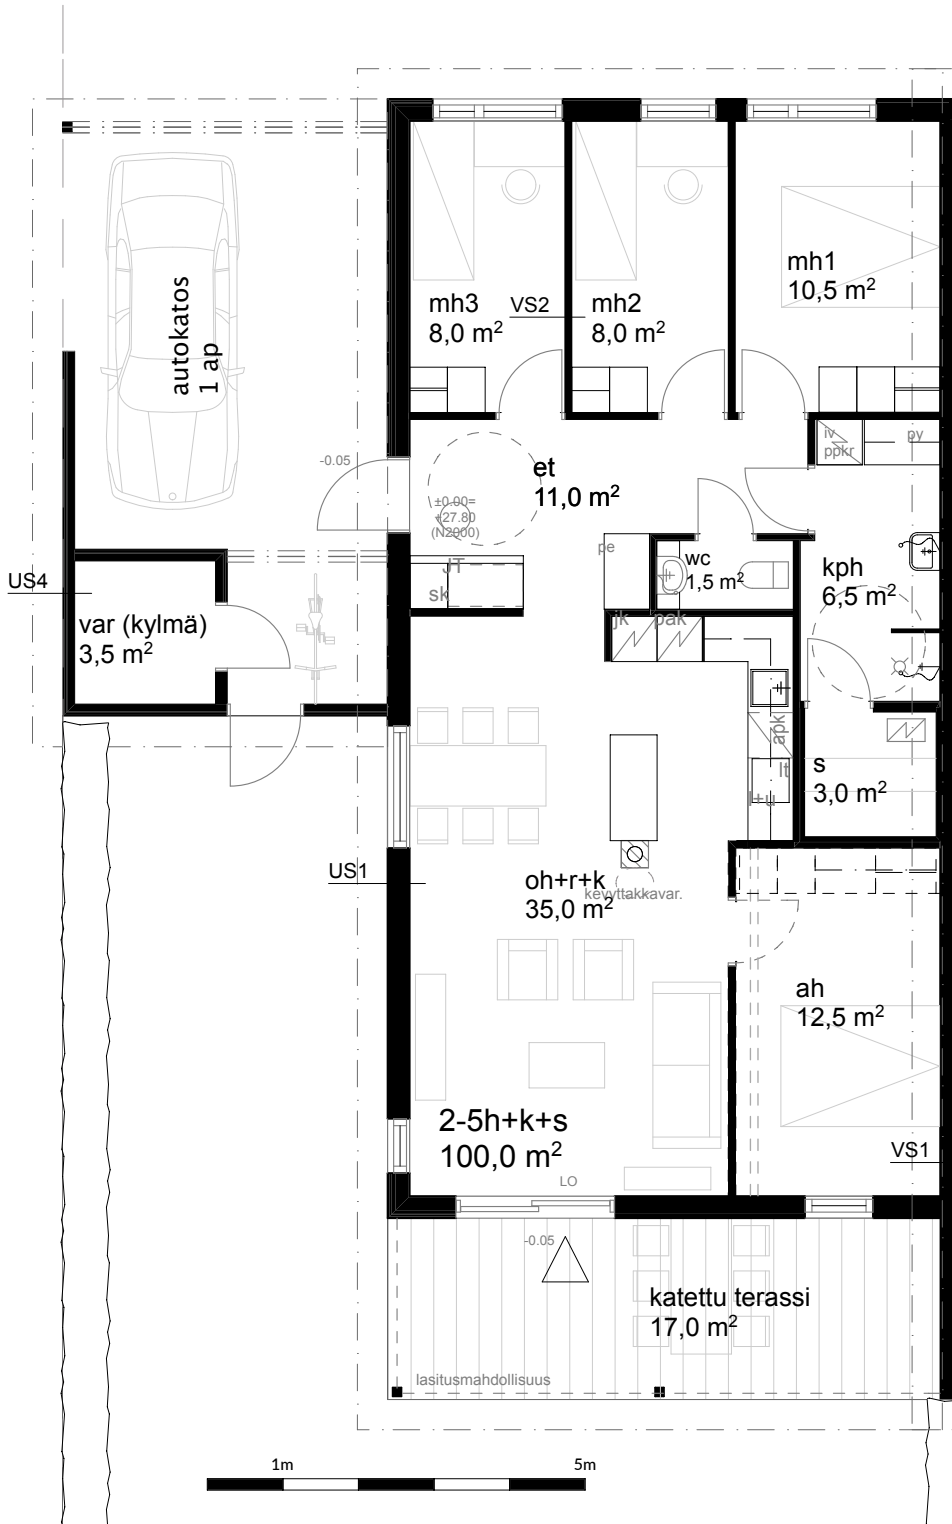 mh1
10,5 m²
mh3
8,0 m²
VS2
mh2
8,0 m²
autokatos
1 ap
iv
ppkr
py
-0.05
et
11,0 m²
±0.00=
+27.80
(N2000)
pe
wc
1,5 m²
JT
sk
kph
6,5 m²
US4
var (kylmä)
3,5 m²
jk
pak
apk
lt
l+u
s
3,0 m²
US1
oh+r+k
35,0 m²
kevyttakkavar.
ah
12,5 m²
2-5h+k+s
100,0 m²
VS1
LO
-0.05
katettu terassi
17,0 m²
lasitusmahdollisuus
1m
5m